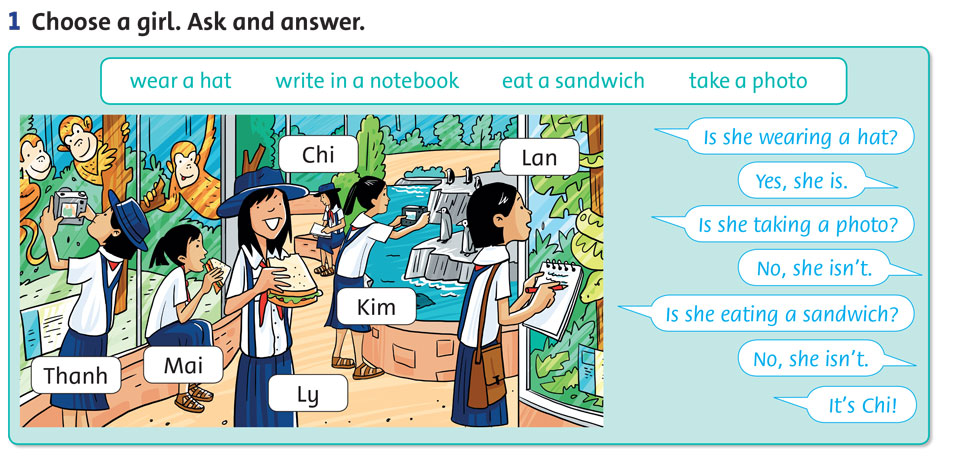 1 Choose a girl. Ask and answer.
wear a hat write in a notebook eat a sandwich take a photo
Chi
Lan
Kim
Mai
Thanh
Ly
Is she wearing a hat?
Yes, she is.
Is she taking a photo?
No, she isn't.
Is she eating a sandwich?
No, she isn't.
It's Chi!